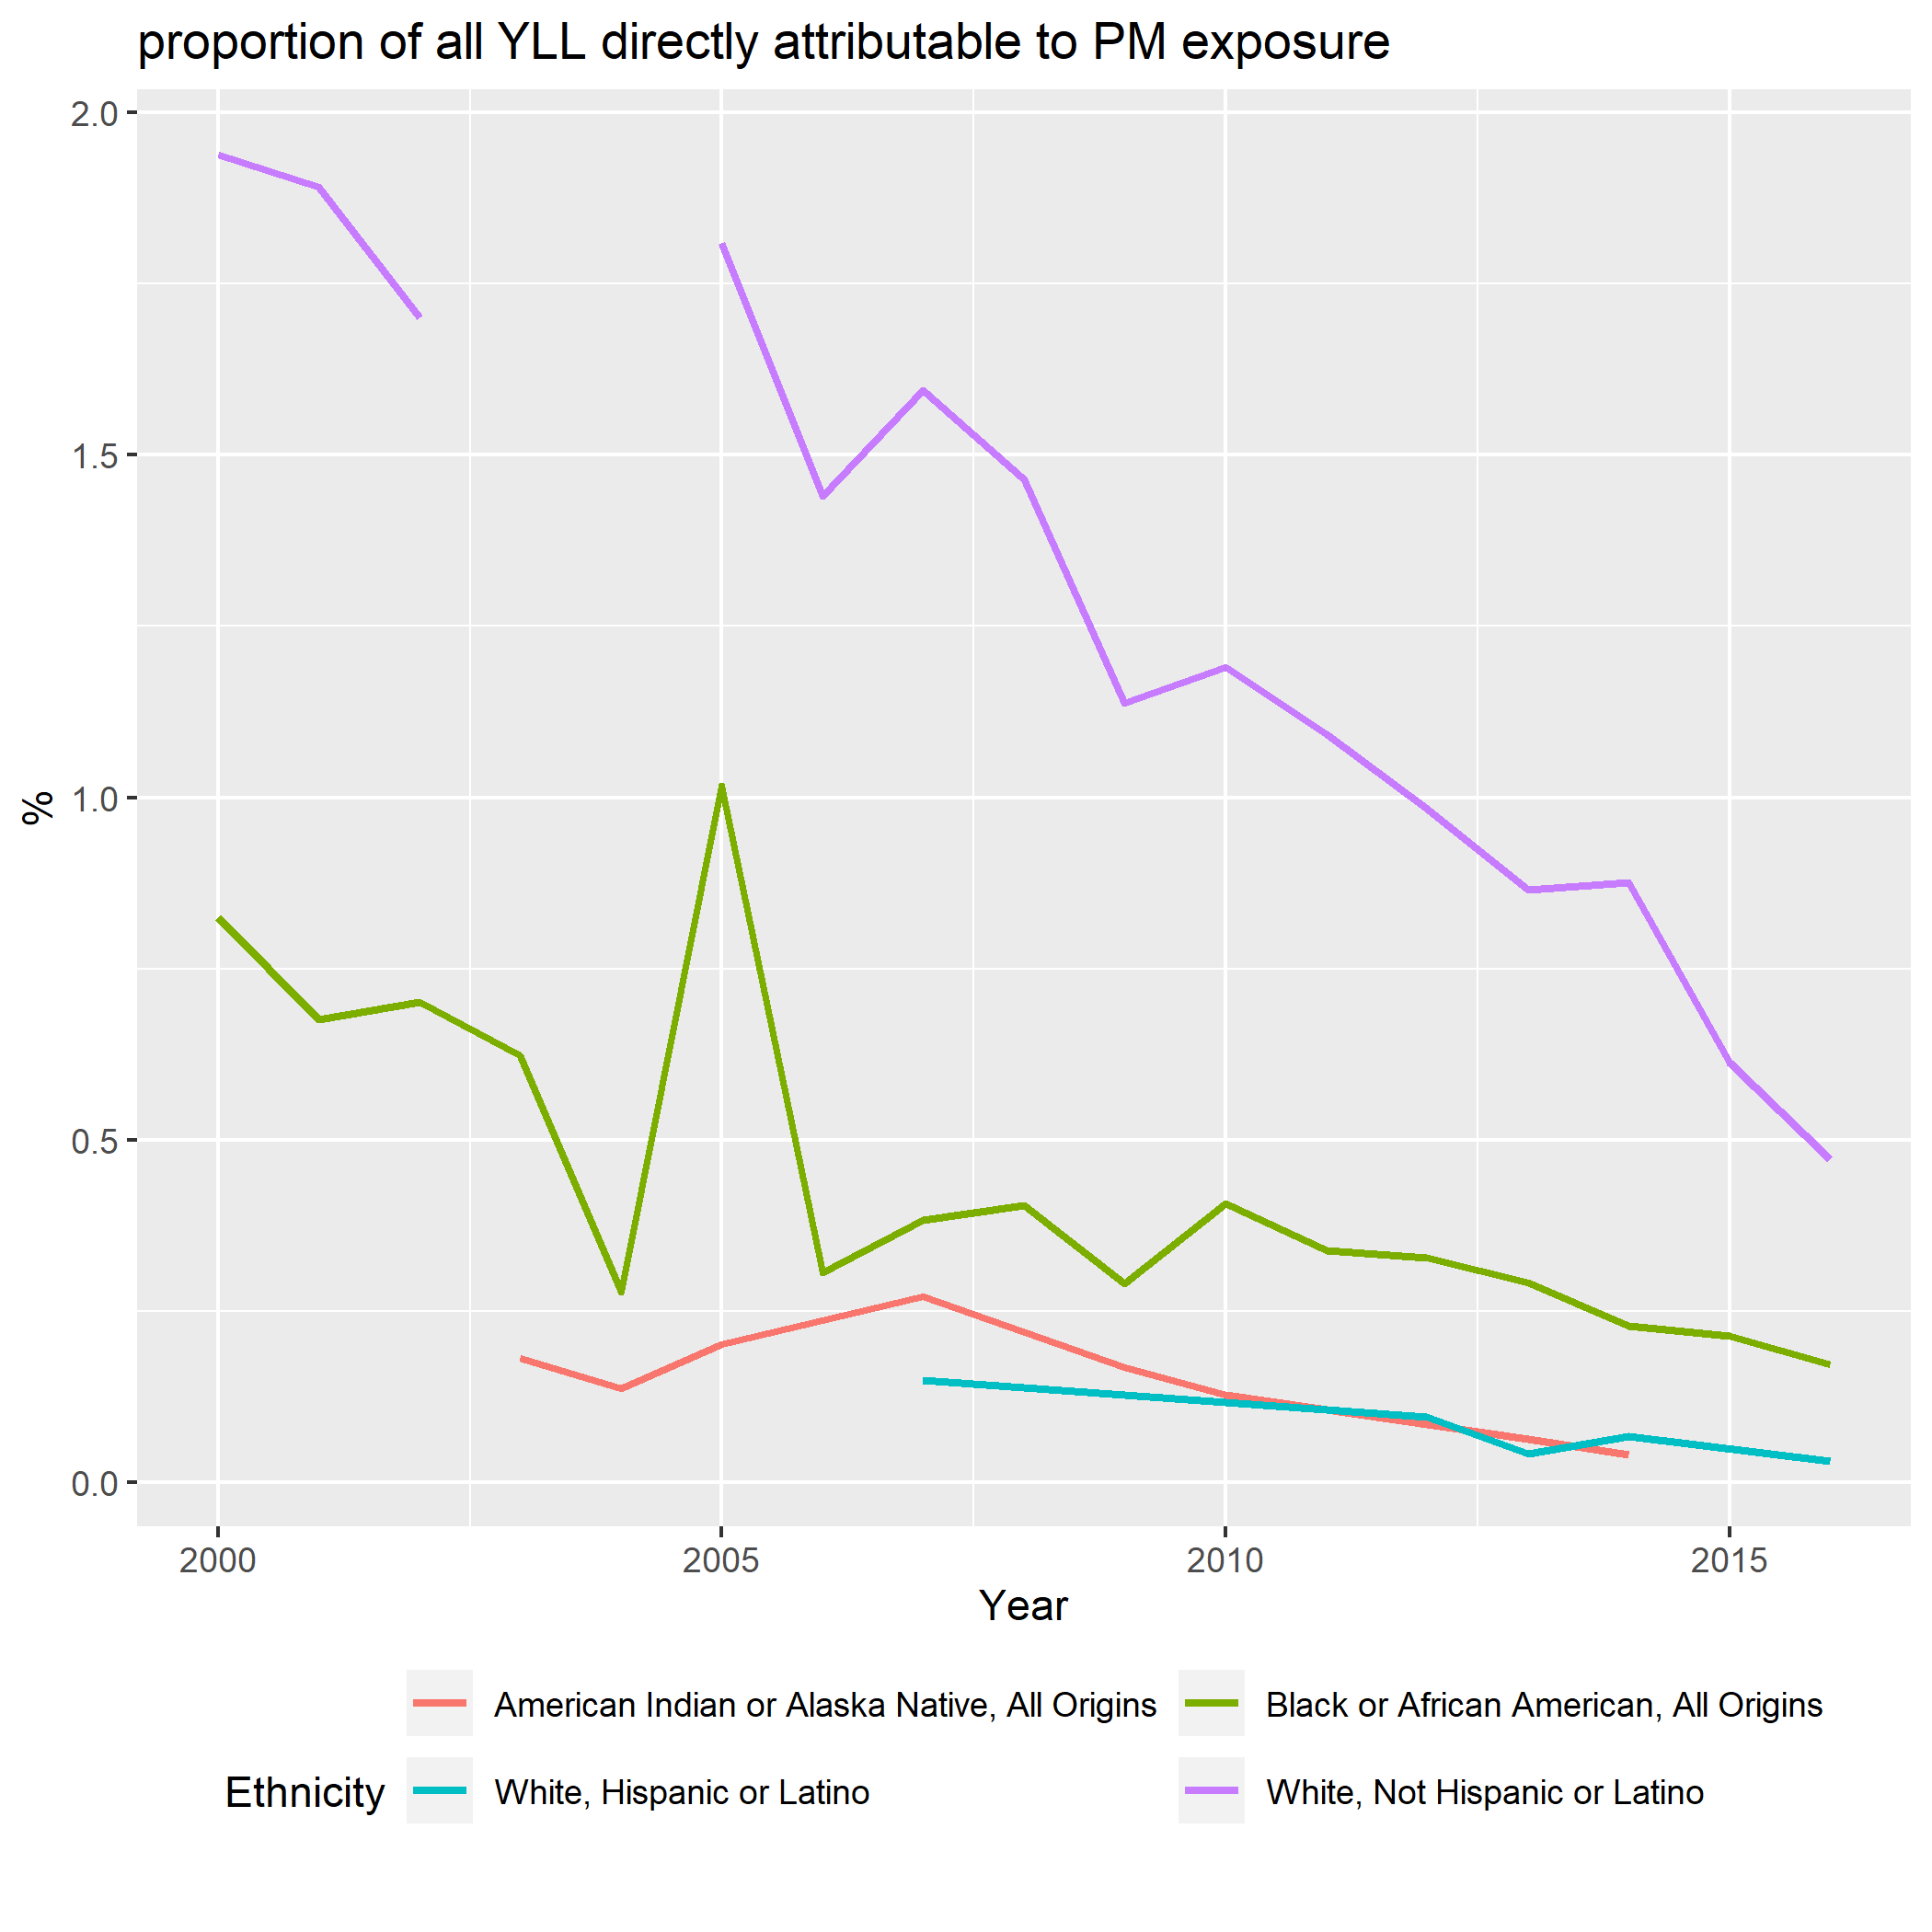 proportion of all YLL directly attributable to PM exposure
2.0
1.5
1.0
0.5
0.0
%
2000 2005 2010 2015
Year
Ethnicity
American Indian or Alaska Native, All Origins
Black or African American, All Origins
White, Hispanic or Latino
White, Not Hispanic or Latino